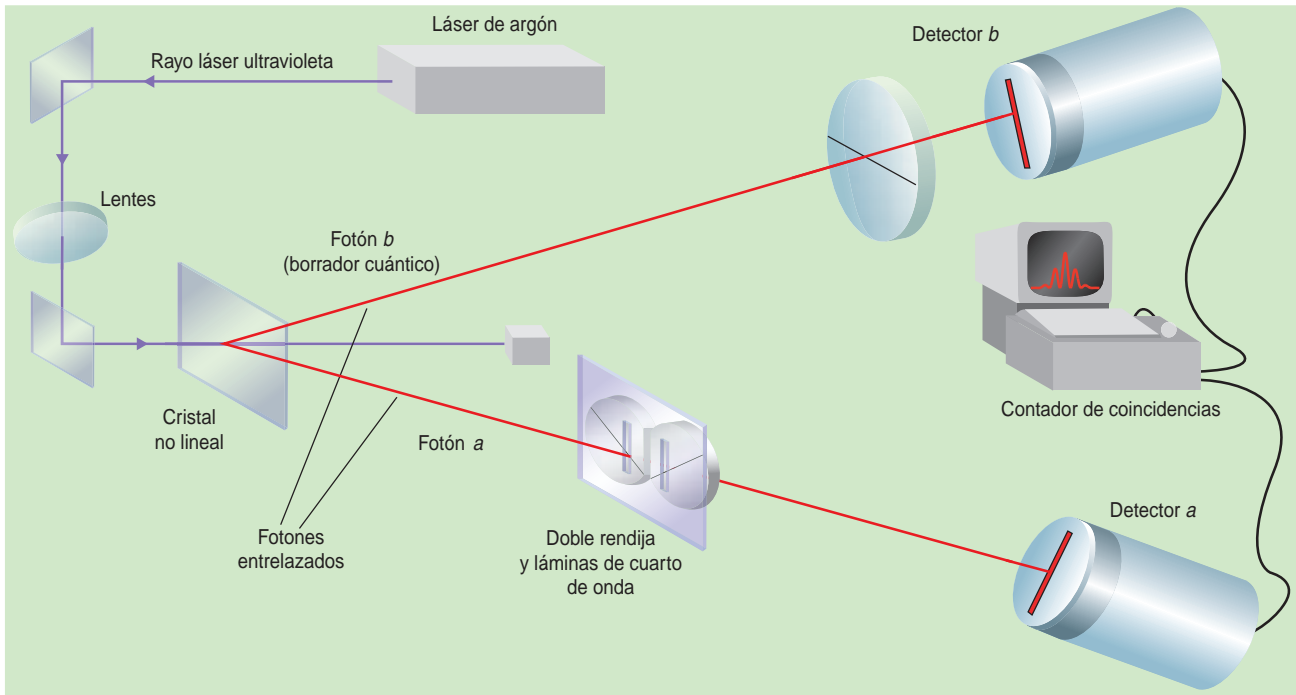 Láser de argón
Detector b
Rayo láser ultravioleta
Lentes
Fotón b
(borrador cuántico)
Cristal
no lineal
Fotón a
Contador de coincidencias
Fotones
entrelazados
Doble rendija
y láminas de cuarto
de onda
Detector a